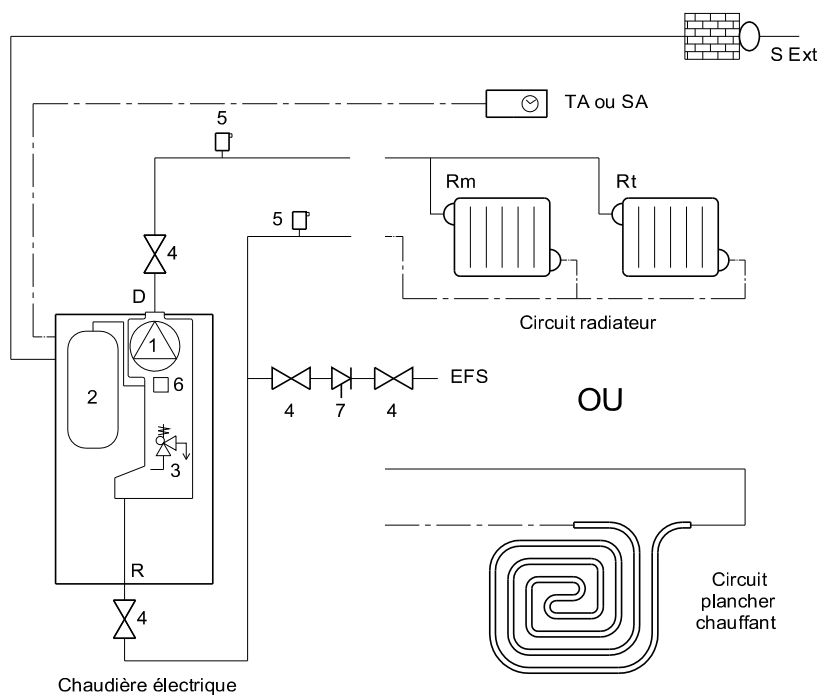 S Ext
TA ou SA
5
Rm
Rt
5
4
D
Circuit radiateur
1
6
2
EFS
4
7
4
OU
3
R
4
Circuit
plancher
chauffant
Chaudière électrique